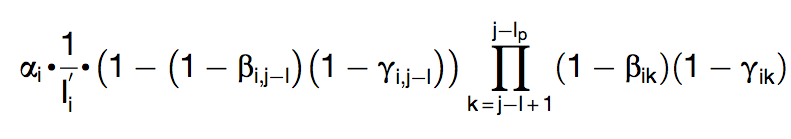 αᵢ • 1/l′ᵢ • (1 − (1 − βᵢ,ⱼ₋ₗ)(1 − γᵢ,ⱼ₋ₗ)) ∏_{k=j−l+1}^{j−lₚ} (1 − βᵢₖ)(1 − γᵢₖ)